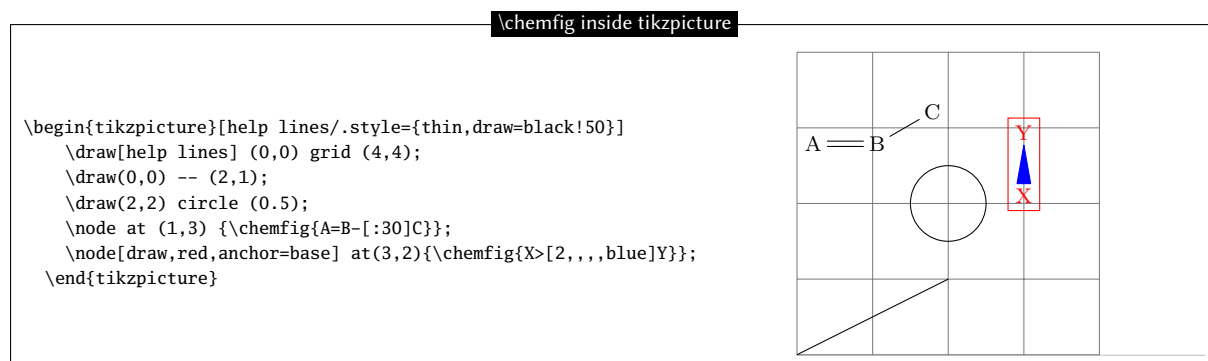 \chemfig inside tikzpicture
\begin{tikzpicture}[help lines/.style={thin,draw=black!50}]
\draw[help lines] (0,0) grid (4,4);
\draw(0,0) -- (2,1);
\draw(2,2) circle (0.5);
\node at (1,3) {\chemfig{A=B-[:30]C}};
\node[draw,red,anchor=base] at(3,2){\chemfig{X>[2,,,,blue]Y}};
\end{tikzpicture}
C
A B
Y
X